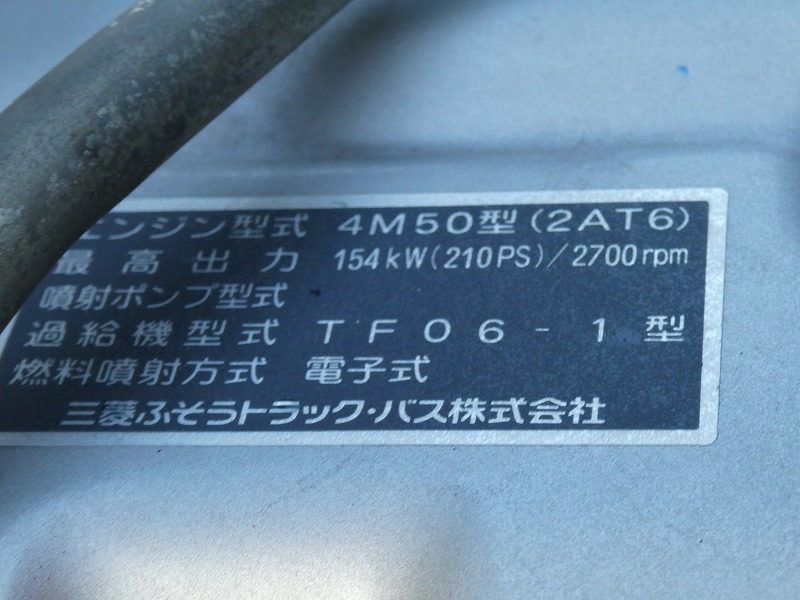 エンジン型式 4M50型(2AT6)
最高出力 154kW(210PS)/2700rpm
噴射ポンプ型式
過給機型式 TF06-1型
燃料噴射方式 電子式
三菱ふそうトラック・バス株式会社